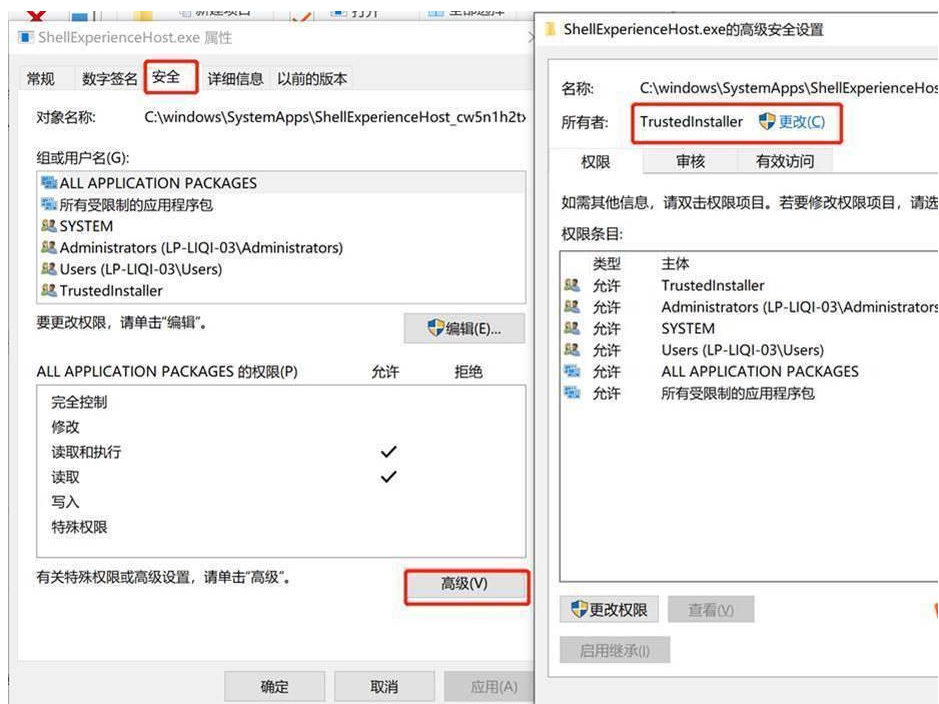 新建项目
打开
全部选择
ShellExperienceHost.exe 属性
常规 数字签名 安全 详细信息 以前的版本
对象名称: C:\windows\SystemApps\ShellExperienceHost_cw5n1h2t
组或用户名(G):
ALL APPLICATION PACKAGES
所有受限制的应用程序包
SYSTEM
Administrators (LP-LIQI-03\Administrators)
Users (LP-LIQI-03\Users)
TrustedInstaller
要更改权限，请单击“编辑”。
编辑(E)...
ALL APPLICATION PACKAGES 的权限(P) 允许 拒绝
完全控制
修改
读取和执行
读取
写入
特殊权限
有关特殊权限或高级设置，请单击“高级”。
高级(V)
确定 取消 应用(A)
ShellExperienceHost.exe的高级安全设置
名称: C:\windows\SystemApps\ShellExperienceHos
所有者: TrustedInstaller 更改(C)
权限 审核 有效访问
如需其他信息，请双击权限项目。若要修改权限项目，请选
权限条目:
类型 主体
允许 TrustedInstaller
允许 Administrators (LP-LIQI-03\Administrators
允许 SYSTEM
允许 Users (LP-LIQI-03\Users)
允许 ALL APPLICATION PACKAGES
允许 所有受限制的应用程序包
更改权限 查看(V)
启用继承(I)